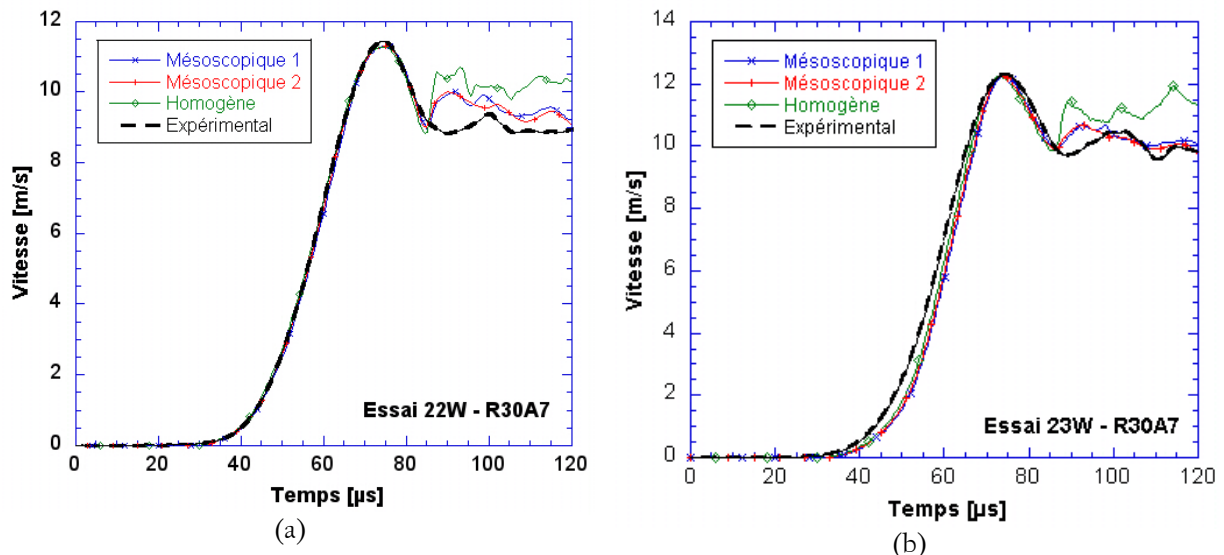 12
10
8
6
4
2
0
Vitesse [m/s]
Mésoscopique 1
Mésoscopique 2
Homogène
Expérimental
Essai 22W - R30A7
0 20 40 60 80 100 120
Temps [µs]
(a)
14
12
10
8
6
4
2
0
Vitesse [m/s]
Mésoscopique 1
Mésoscopique 2
Homogène
Expérimental
Essai 23W - R30A7
0 20 40 60 80 100 120
Temps [µs]
(b)